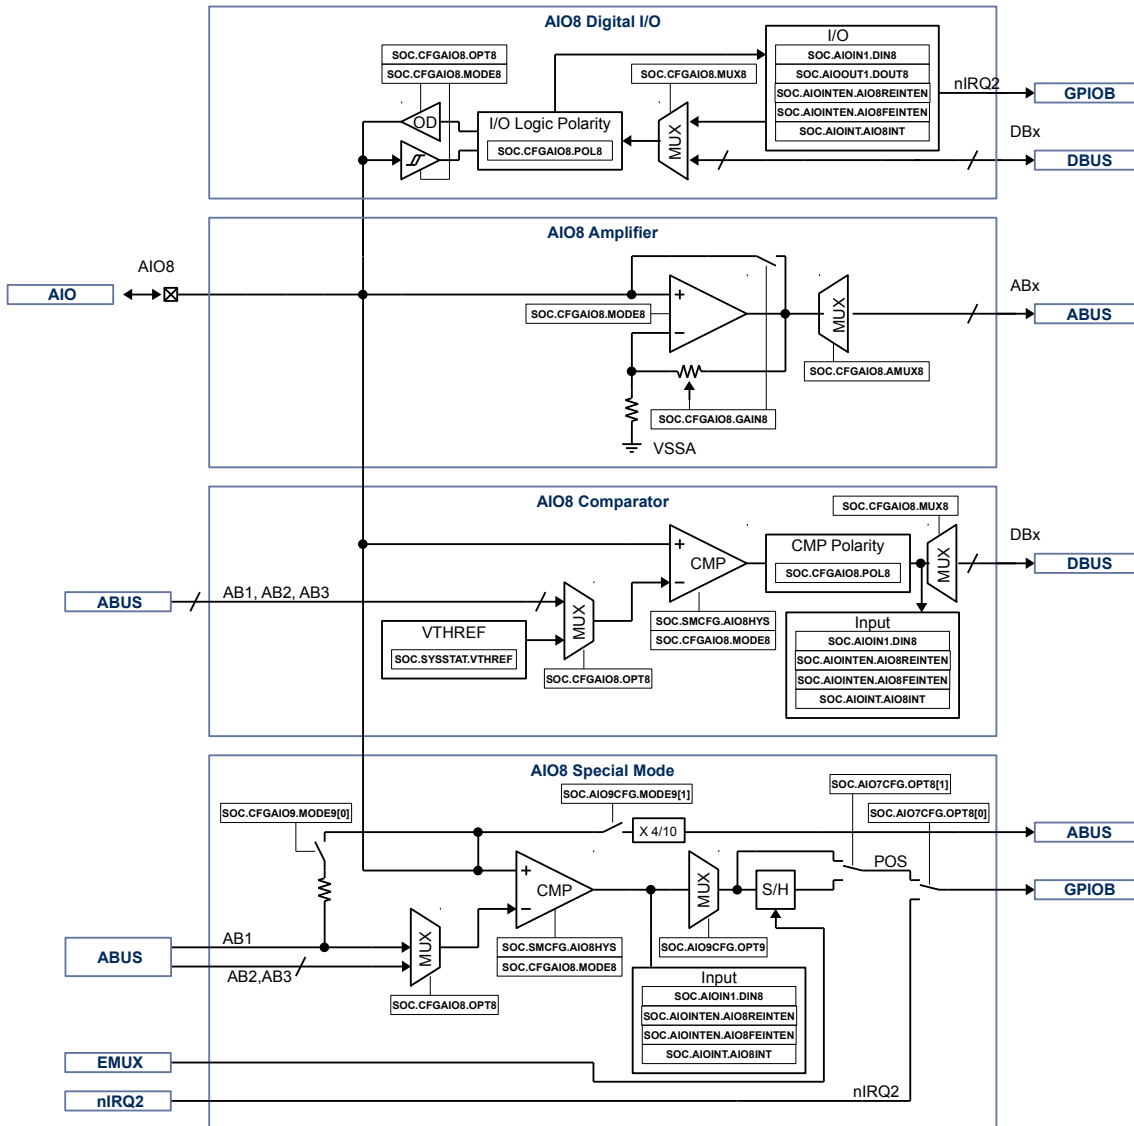 AIO8 Digital I/O
SOC.CFGAIO8.OPT8
SOC.CFGAIO8.MODE8
OD
I/O Logic Polarity
SOC.CFGAIO8.POL8
SOC.CFGAIO8.MUX8
MUX
I/O
SOC.AIOIN1.DIN8
SOC.AIOOUT1.DOUT8
SOC.AIOINTEN.AIO8REINTEN
SOC.AIOINTEN.AIO8FEINTEN
SOC.AIOINT.AIO8INT
nIRQ2
GPIOB
DBx
DBUS
AIO8 Amplifier
AIO8
AIO
+
−
SOC.CFGAIO8.MODE8
MUX
SOC.CFGAIO8.AMUX8
SOC.CFGAIO8.GAIN8
VSSA
ABx
ABUS
AIO8 Comparator
SOC.CFGAIO8.MUX8
+
−
CMP
CMP Polarity
SOC.CFGAIO8.POL8
MUX
DBx
DBUS
ABUS
AB1, AB2, AB3
VTHREF
SOC.SYSSTAT.VTHREF
MUX
SOC.CFGAIO8.OPT8
SOC.SMCFG.AIO8HYS
SOC.CFGAIO8.MODE8
Input
SOC.AIOIN1.DIN8
SOC.AIOINTEN.AIO8REINTEN
SOC.AIOINTEN.AIO8FEINTEN
SOC.AIOINT.AIO8INT
AIO8 Special Mode
SOC.CFGAIO9.MODE9[0]
SOC.AIO9CFG.MODE9[1]
SOC.AIO7CFG.OPT8[1]
SOC.AIO7CFG.OPT8[0]
X 4/10
ABUS
+
−
CMP
MUX
S/H
POS
GPIOB
SOC.AIO9CFG.OPT9
ABUS
AB1
AB2,AB3
MUX
SOC.CFGAIO8.OPT8
SOC.SMCFG.AIO8HYS
SOC.CFGAIO8.MODE8
Input
SOC.AIOIN1.DIN8
SOC.AIOINTEN.AIO8REINTEN
SOC.AIOINTEN.AIO8FEINTEN
SOC.AIOINT.AIO8INT
EMUX
nIRQ2
nIRQ2